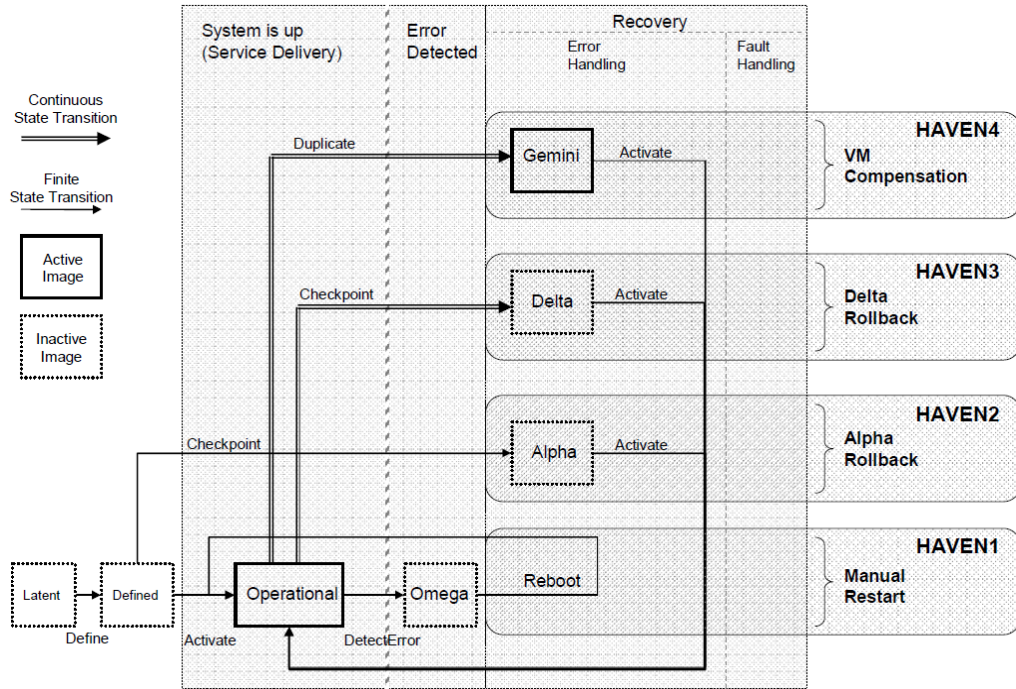 System is up
(Service Delivery)
Error
Detected
Recovery
Error
Handling
Fault
Handling
Continuous
State Transition
Finite
State Transition
Active
Image
Inactive
Image
Duplicate
Gemini
Activate
HAVEN4
VM
Compensation
Checkpoint
Delta
Activate
HAVEN3
Delta
Rollback
Checkpoint
Alpha
Activate
HAVEN2
Alpha
Rollback
Latent
Define
Defined
Activate
Operational
DetectError
Omega
Reboot
HAVEN1
Manual
Restart